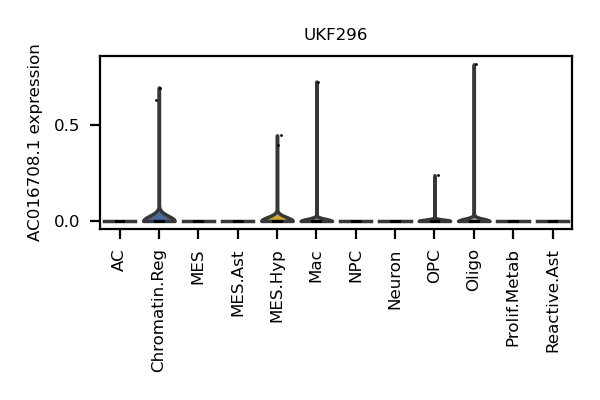 UKF296
AC016708.1 expression
0.5
0.0
AC
Chromatin.Reg
MES
MES.Ast
MES.Hyp
Mac
NPC
Neuron
OPC
Oligo
Prolif.Metab
Reactive.Ast